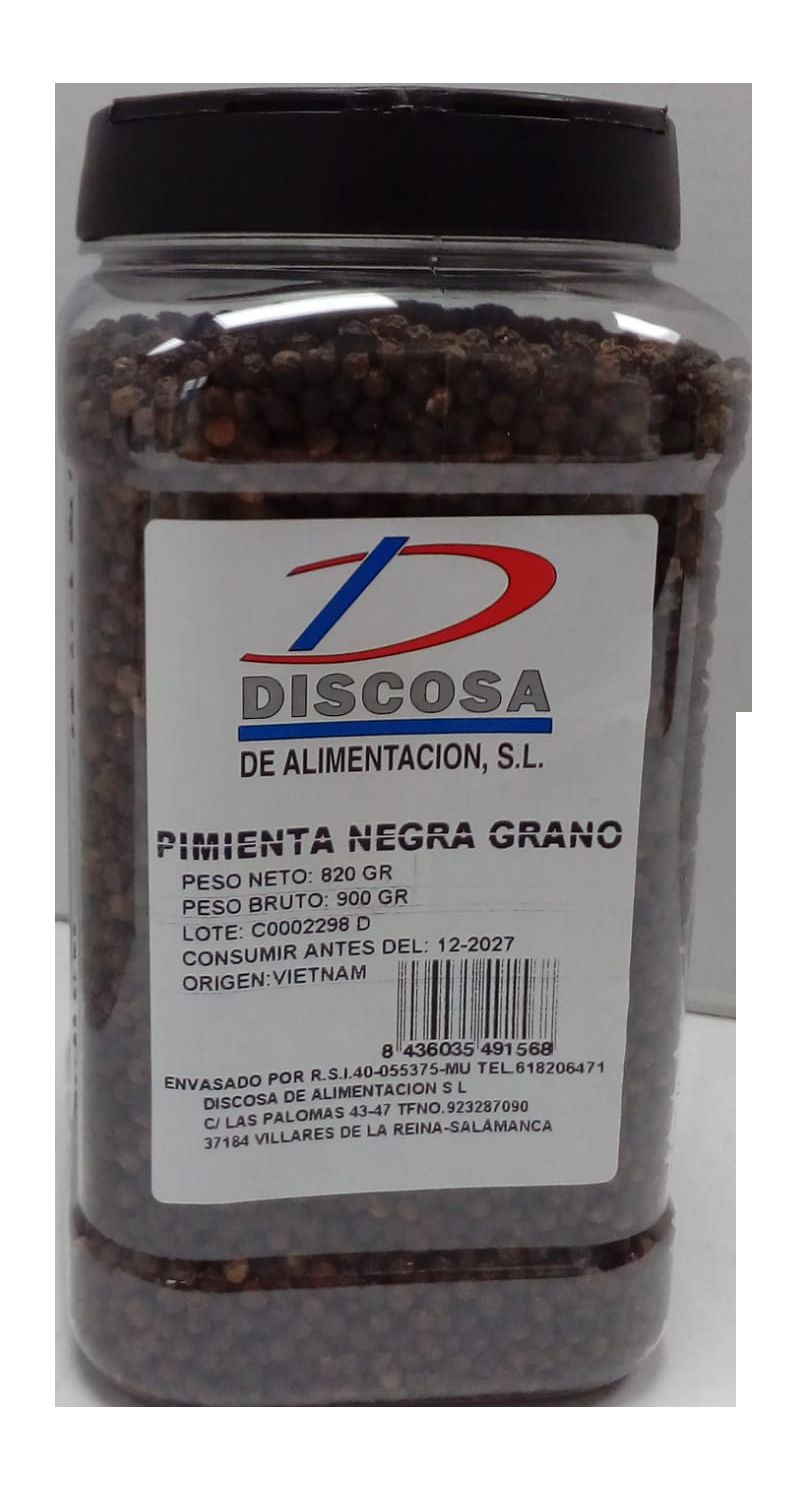 DISCOSA
DE ALIMENTACION, S.L.
PIMIENTA NEGRA GRANO
PESO NETO: 820 GR
PESO BRUTO: 900 GR
LOTE: C0002298 D
CONSUMIR ANTES DEL: 12-2027
ORIGEN:VIETNAM
8 436035 491568
ENVASADO POR R.S.I.40-055375-MU TEL.618206471
DISCOSA DE ALIMENTACION S L
C/ LAS PALOMAS 43-47 TFNO.923287090
37184 VILLARES DE LA REINA-SALAMANCA